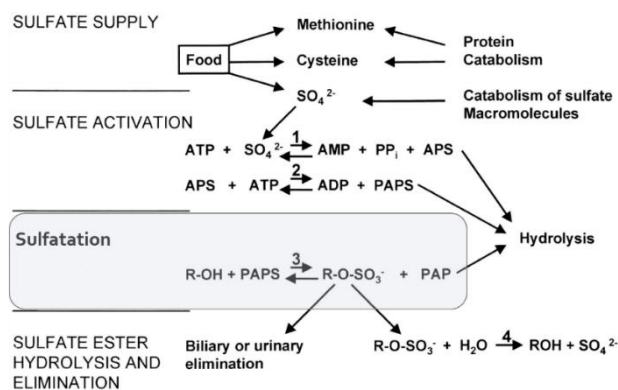 SULFATE SUPPLY
Methionine
Food
Cysteine
Protein
Catabolism
SO₄ ²⁻
Catabolism of sulfate
Macromolecules
SULFATE ACTIVATION
1
ATP + SO₄ ²⁻ AMP + PPᵢ + APS
2
APS + ATP ADP + PAPS
Sulfatation
Hydrolysis
3
R-OH + PAPS R-O-SO₃⁻ + PAP
SULFATE ESTER
HYDROLYSIS AND
ELIMINATION
Biliary or urinary
elimination
4
R-O-SO₃⁻ + H₂O ROH + SO₄²⁻